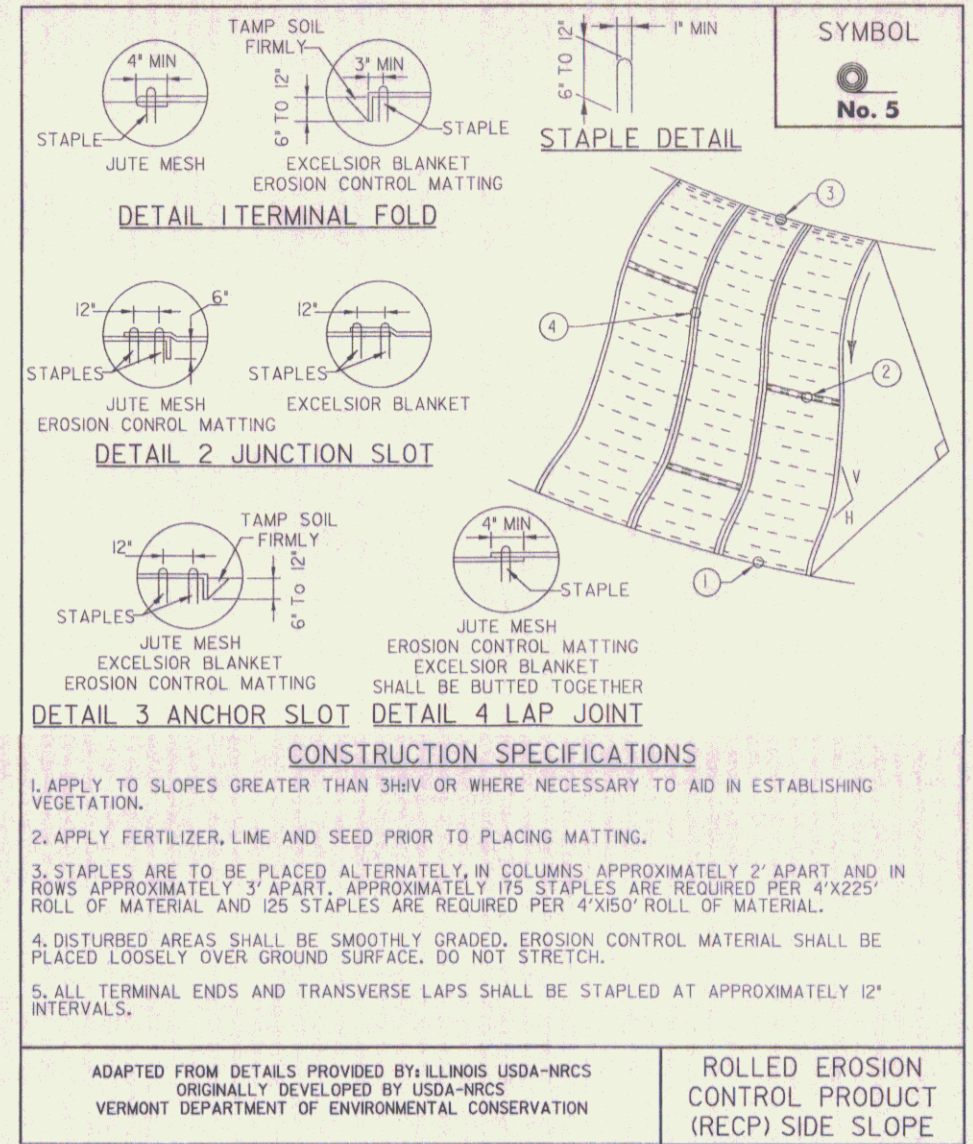 TAMP SOIL
FIRMLY
4" MIN
3" MIN
6" TO 12"
STAPLE
STAPLE
JUTE MESH
EXCELSIOR BLANKET
EROSION CONTROL MATTING
DETAIL 1 TERMINAL FOLD
6" TO 12"
1" MIN
STAPLE DETAIL
SYMBOL
No. 5
12"
6"
STAPLES
JUTE MESH
EROSION CONROL MATTING
12"
STAPLES
EXCELSIOR BLANKET
DETAIL 2 JUNCTION SLOT
3
4
2
V
H
1
TAMP SOIL
FIRMLY
12"
6" To 12"
STAPLES
JUTE MESH
EXCELSIOR BLANKET
EROSION CONTROL MATTING
DETAIL 3 ANCHOR SLOT
4" MIN
STAPLE
JUTE MESH
EROSION CONTROL MATTING
EXCELSIOR BLANKET
SHALL BE BUTTED TOGETHER
DETAIL 4 LAP JOINT
CONSTRUCTION SPECIFICATIONS
1. APPLY TO SLOPES GREATER THAN 3H:1V OR WHERE NECESSARY TO AID IN ESTABLISHING
VEGETATION.
2. APPLY FERTILIZER, LIME AND SEED PRIOR TO PLACING MATTING.
3. STAPLES ARE TO BE PLACED ALTERNATELY, IN COLUMNS APPROXIMATELY 2' APART AND IN
ROWS APPROXIMATELY 3' APART. APPROXIMATELY 175 STAPLES ARE REQUIRED PER 4'X225'
ROLL OF MATERIAL AND 125 STAPLES ARE REQUIRED PER 4'X150' ROLL OF MATERIAL.
4. DISTURBED AREAS SHALL BE SMOOTHLY GRADED. EROSION CONTROL MATERIAL SHALL BE
PLACED LOOSELY OVER GROUND SURFACE. DO NOT STRETCH.
5. ALL TERMINAL ENDS AND TRANSVERSE LAPS SHALL BE STAPLED AT APPROXIMATELY 12"
INTERVALS.
ADAPTED FROM DETAILS PROVIDED BY: ILLINOIS USDA-NRCS
ORIGINALLY DEVELOPED BY USDA-NRCS
VERMONT DEPARTMENT OF ENVIRONMENTAL CONSERVATION
ROLLED EROSION
CONTROL PRODUCT
(RECP) SIDE SLOPE